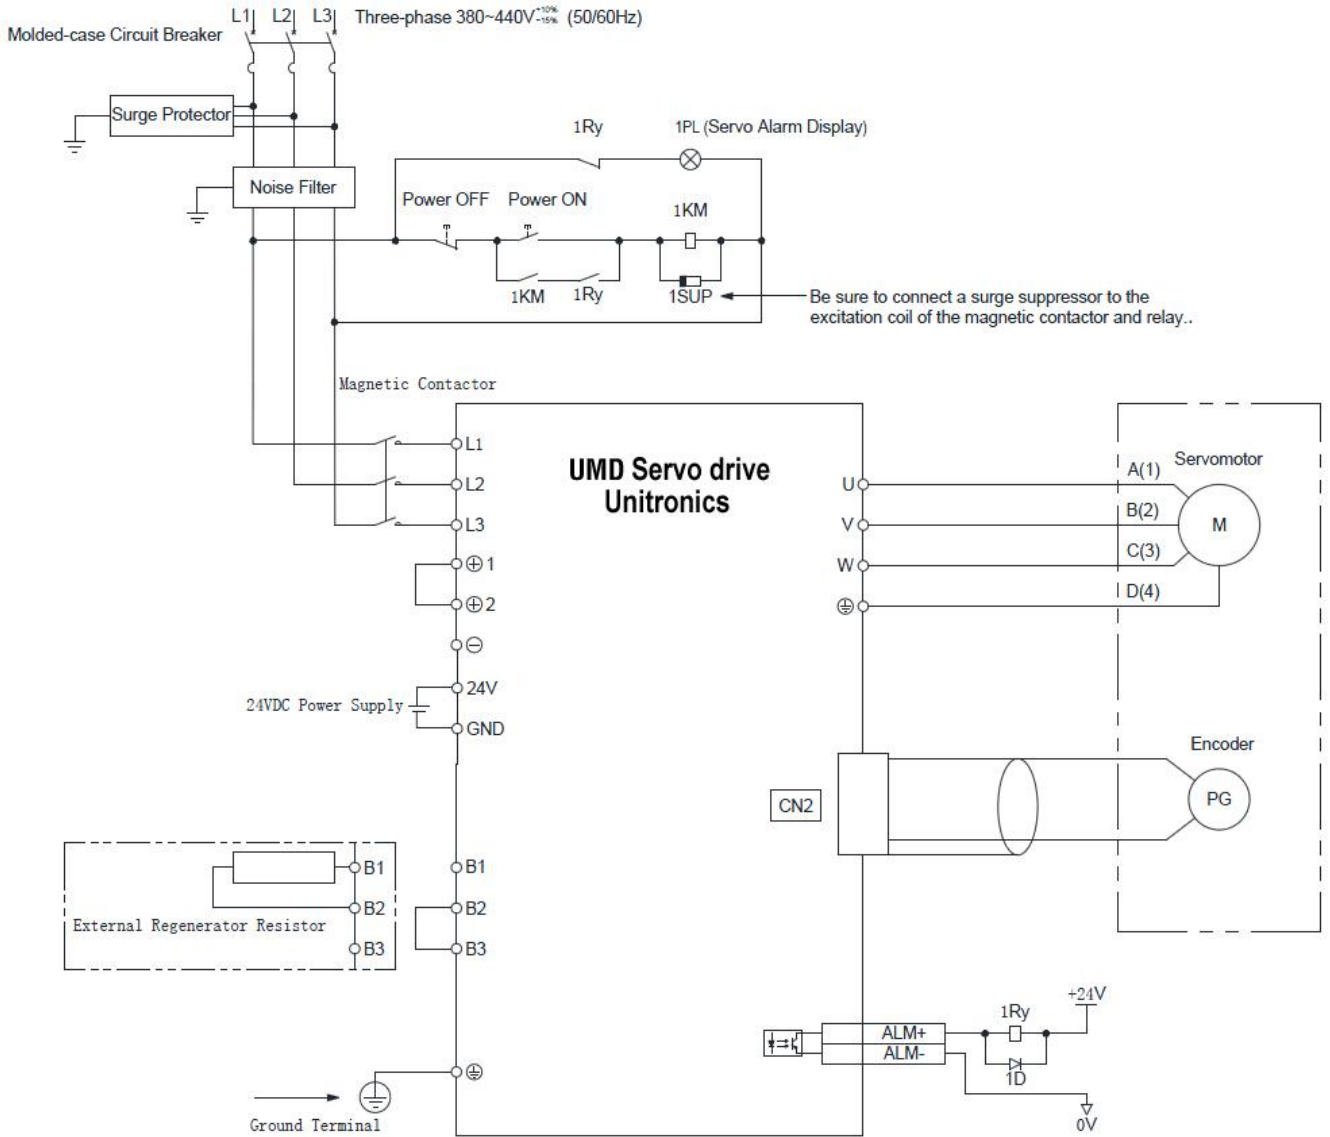 L1 L2 L3 Three-phase 380~440V+10% -15% (50/60Hz)
Molded-case Circuit Breaker
Surge Protector
1Ry 1PL (Servo Alarm Display)
Noise Filter
Power OFF Power ON
1KM
1KM 1Ry 1SUP
Be sure to connect a surge suppressor to the
excitation coil of the magnetic contactor and relay..
Magnetic Contactor
UMD Servo drive
Unitronics
L1
L2
L3
1
2
24VDC Power Supply
24V
GND
U
V
W
A(1)
B(2)
C(3)
D(4)
Servomotor
M
Encoder
PG
CN2
B1
B2
B3
External Regenerator Resistor
B1
B2
B3
ALM+
ALM-
1Ry
+24V
1D
0V
Ground Terminal